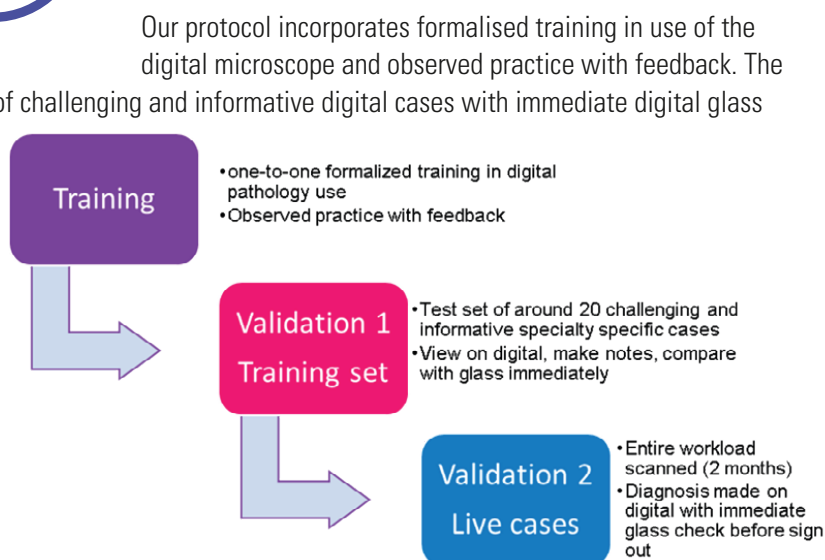 Our protocol incorporates formalised training in use of the
digital microscope and observed practice with feedback. The
of challenging and informative digital cases with immediate digital glass
Training
•one-to-one formalized training in digital
pathology use
•Observed practice with feedback
Validation 1
Training set
•Test set of around 20 challenging and
informative specialty specific cases
•View on digital, make notes, compare
with glass immediately
Validation 2
Live cases
•Entire workload
scanned (2 months)
•Diagnosis made on
digital with immediate
glass check before sign
out